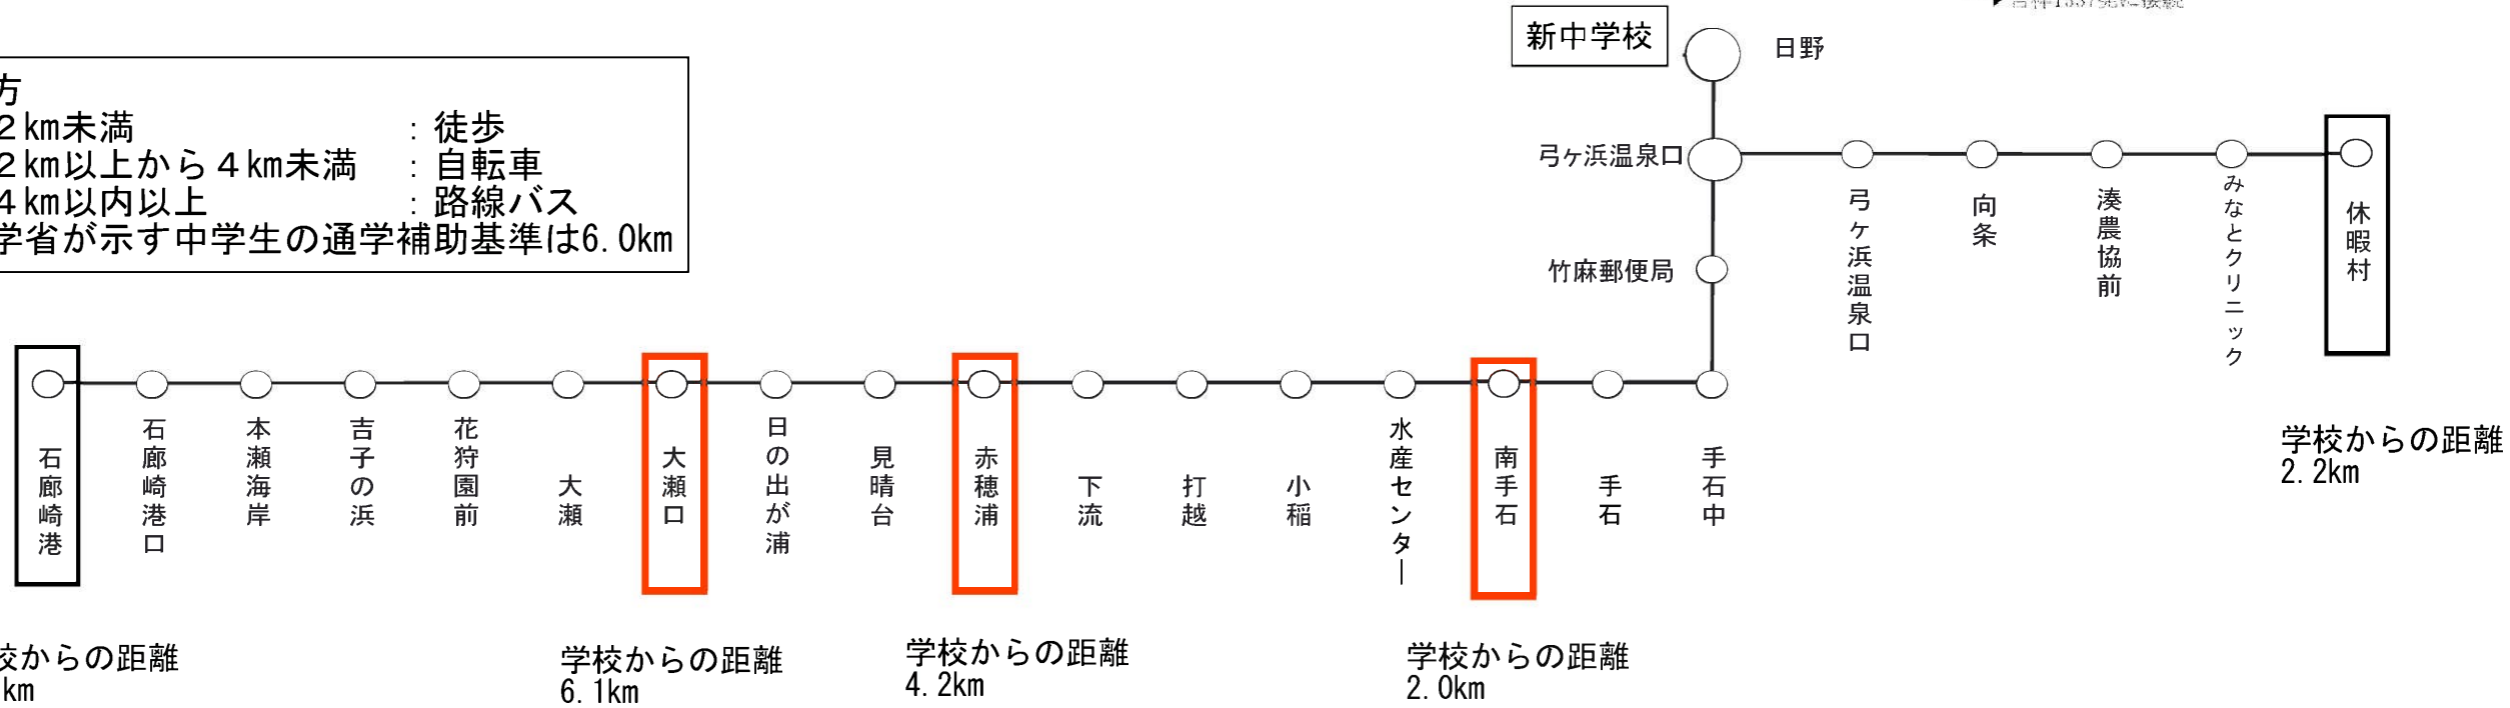 新中学校
日野
方
２km未満 ：徒歩
２km以上から４km未満 ：自転車
４km以内以上 ：路線バス
学省が示す中学生の通学補助基準は6.0km
弓ヶ浜温泉口
弓ヶ浜温泉口
向条
湊農協前
みなとクリニック
休暇村
竹麻郵便局
石廊崎港
石廊崎港口
本瀬海岸
吉子の浜
花狩園前
大瀬
大瀬口
日の出が浦
見晴台
赤穂浦
下流
打越
小稲
水産センター
南手石
手石
手石中
学校からの距離
2.2km
校からの距離
km
学校からの距離
6.1km
学校からの距離
4.2km
学校からの距離
2.0km